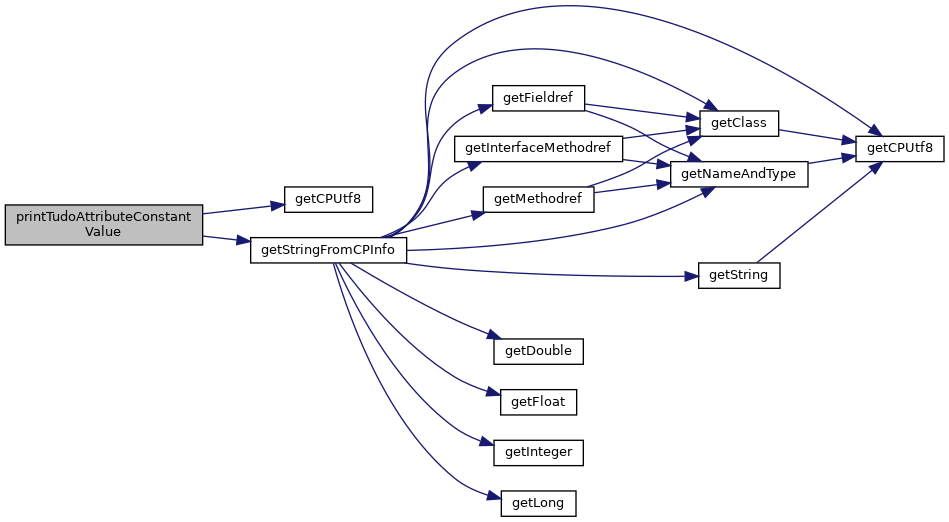 printTudoAttributeConstant
Value
getCPUtf8
getStringFromCPInfo
getFieldref
getInterfaceMethodref
getMethodref
getClass
getNameAndType
getCPUtf8
getString
getDouble
getFloat
getInteger
getLong